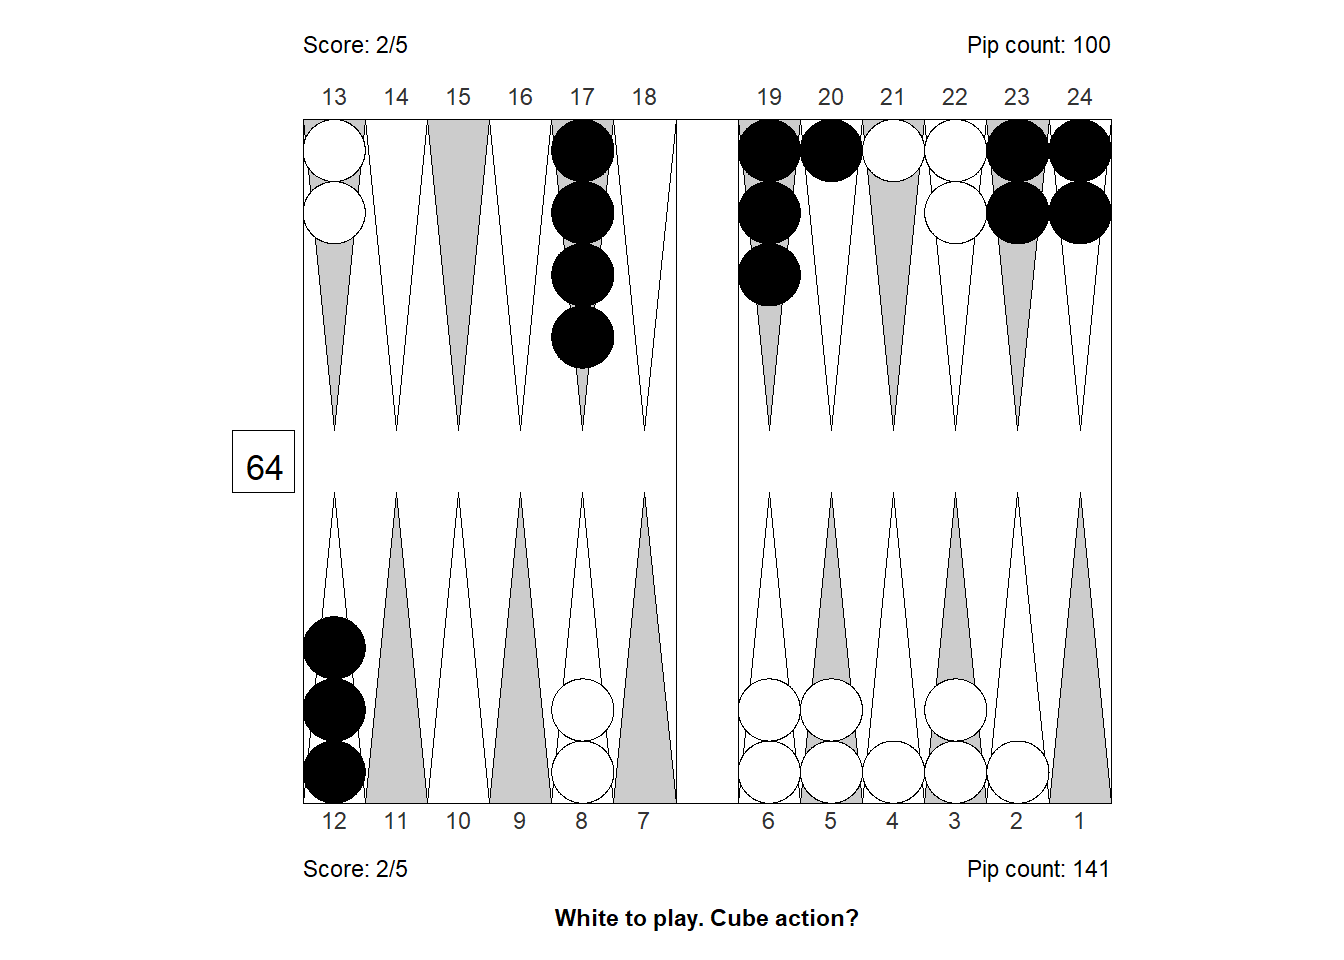 Score: 2/5 Pip count: 100
13 14 15 16 17 18 19 20 21 22 23 24
64
12 11 10 9 8 7 6 5 4 3 2 1
Score: 2/5 Pip count: 141
White to play. Cube action?